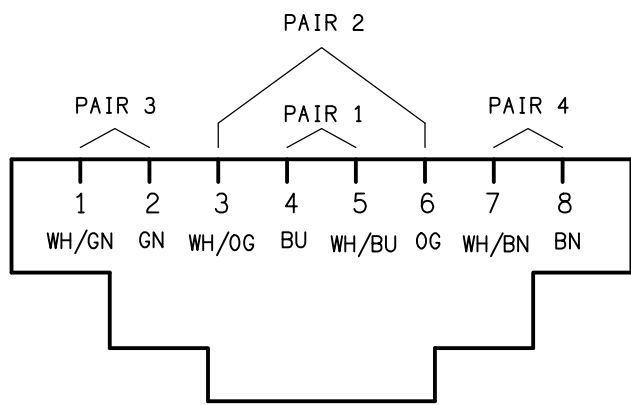 PAIR 2
PAIR 3
PAIR 1
PAIR 4
1 2 3 4 5 6 7 8
WH/GN GN WH/OG BU WH/BU OG WH/BN BN